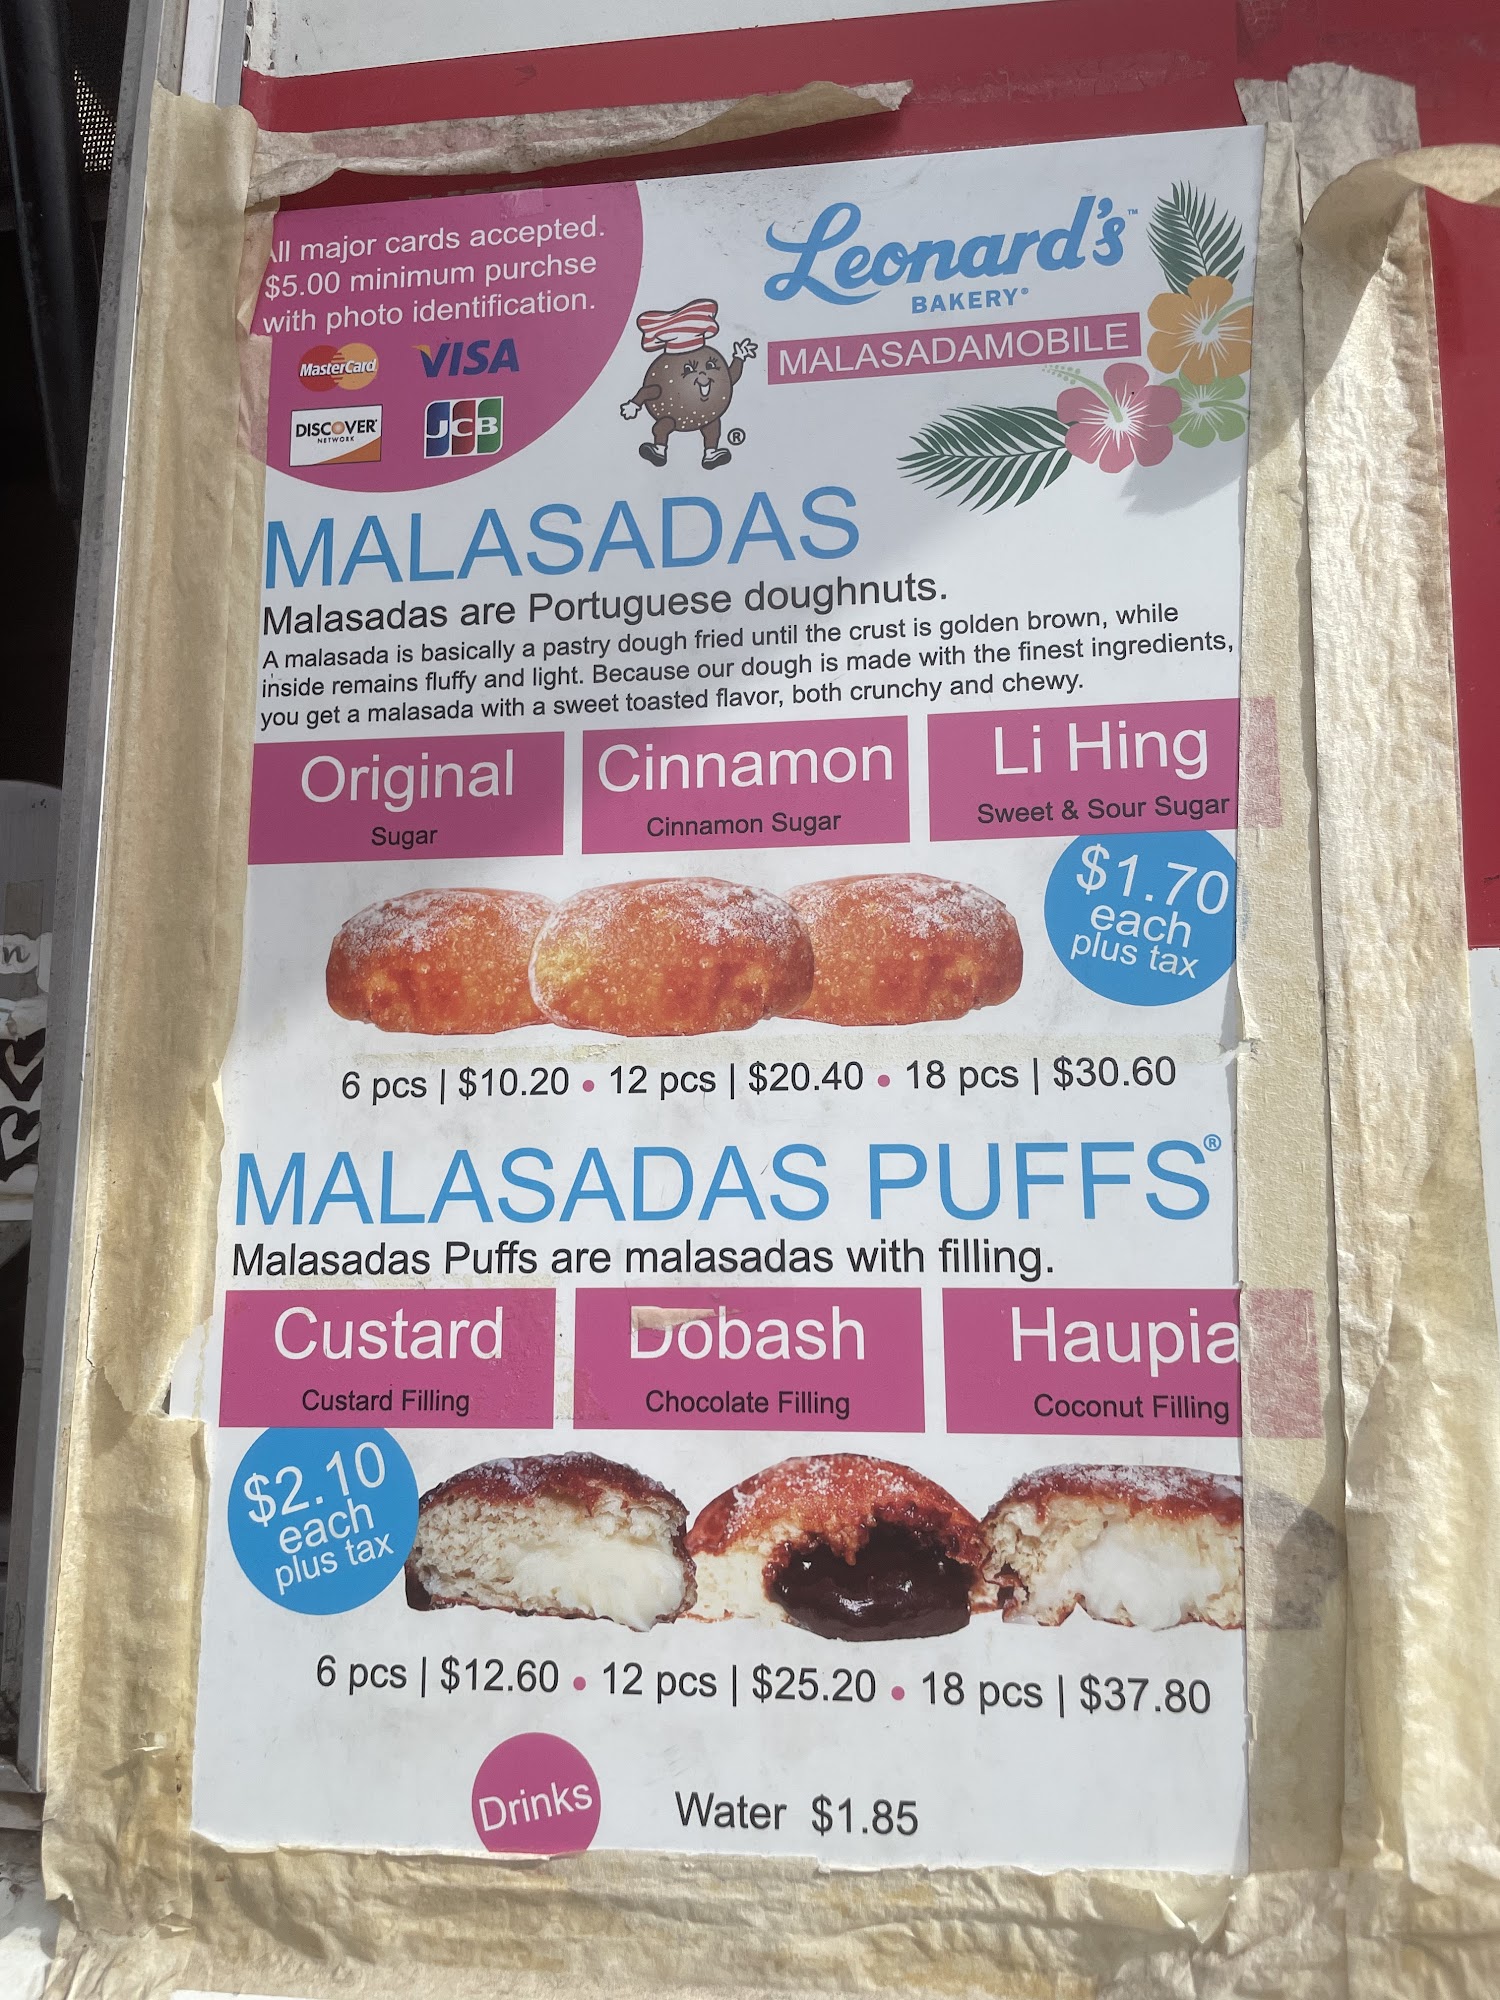 All major cards accepted.
$5.00 minimum purchse
with photo identification.
MasterCard
VISA
DISCOVER
NETWORK
JCB
Leonard's™
BAKERY®
MALASADAMOBILE
®
MALASADAS
Malasadas are Portuguese doughnuts.
A malasada is basically a pastry dough fried until the crust is golden brown, while
inside remains fluffy and light. Because our dough is made with the finest ingredients,
you get a malasada with a sweet toasted flavor, both crunchy and chewy.
Original
Sugar
Cinnamon
Cinnamon Sugar
Li Hing
Sweet & Sour Sugar
$1.70
each
plus tax
6 pcs | $10.20 • 12 pcs | $20.40 • 18 pcs | $30.60
MALASADAS PUFFS®
Malasadas Puffs are malasadas with filling.
Custard
Custard Filling
Dobash
Chocolate Filling
Haupia
Coconut Filling
$2.10
each
plus tax
6 pcs | $12.60 • 12 pcs | $25.20 • 18 pcs | $37.80
Drinks
Water $1.85